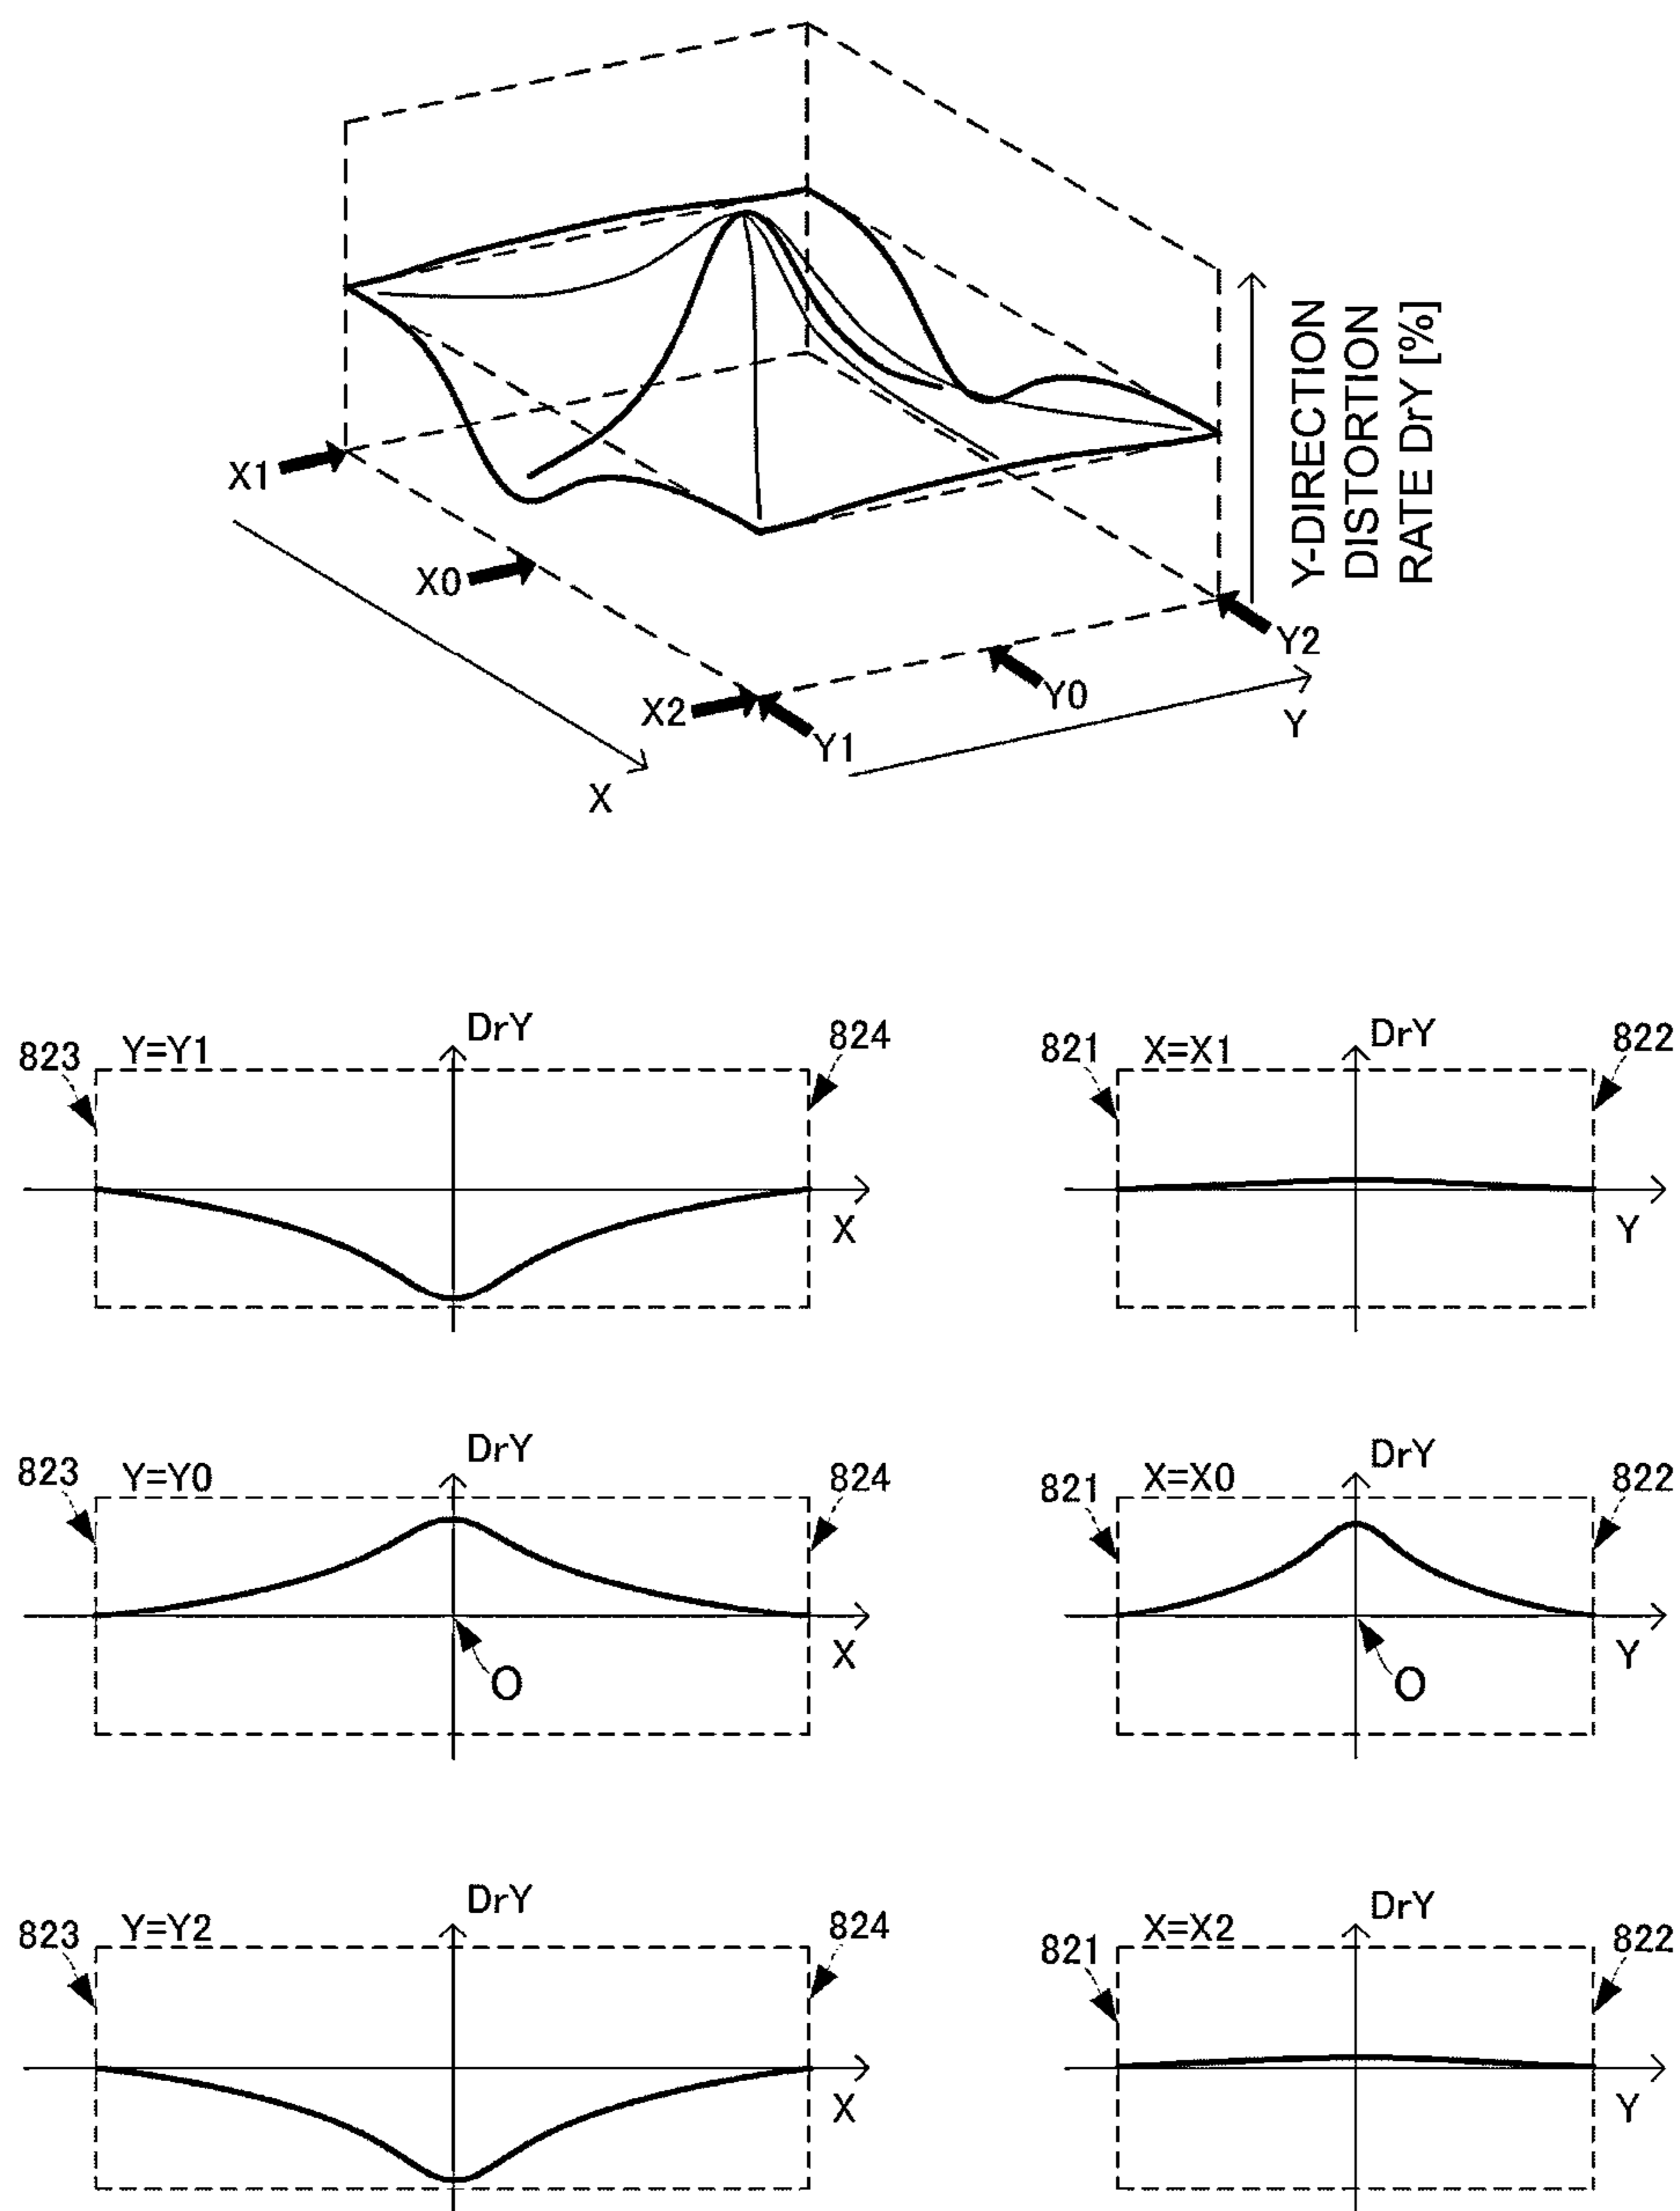 Y-DIRECTION
DISTORTION
RATE DrY [%]
X1
X0
X2
Y1
Y0
Y2
X
Y
823
Y=Y1
DrY
824
X
821
X=X1
DrY
822
Y
823
Y=Y0
DrY
824
X
O
821
X=X0
DrY
822
Y
O
823
Y=Y2
DrY
824
X
821
X=X2
DrY
822
Y